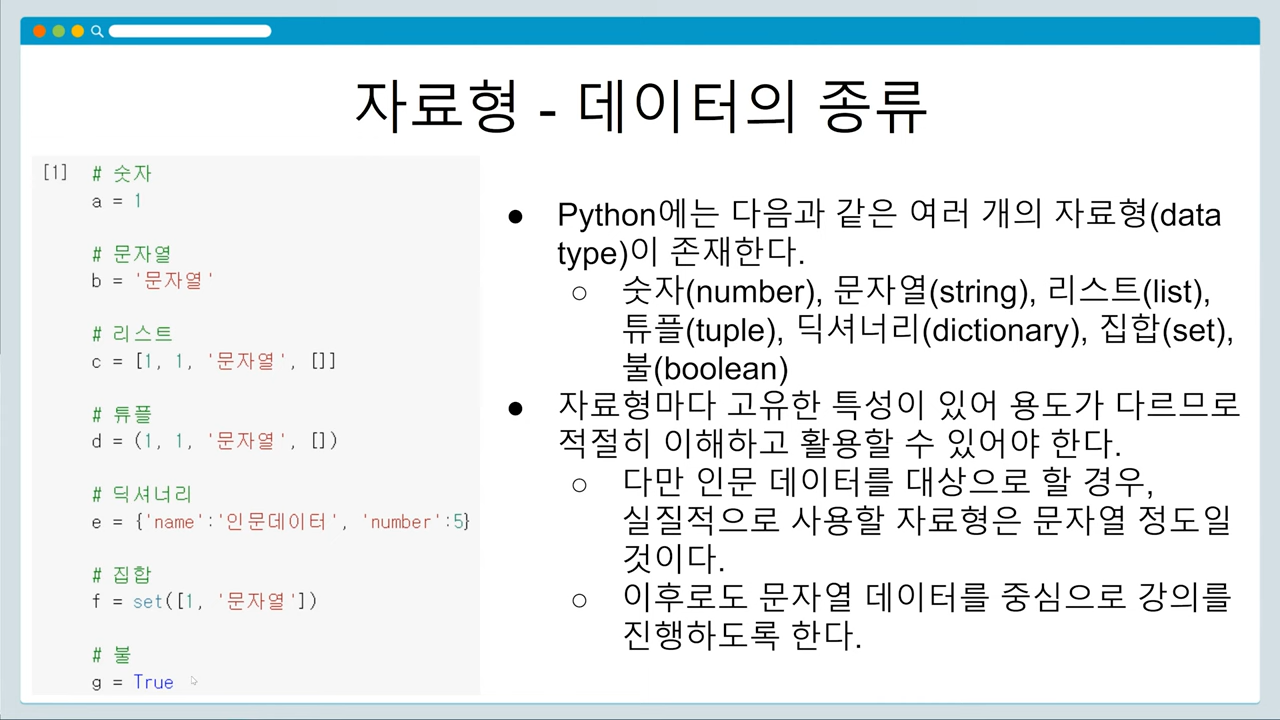 자료형 - 데이터의 종류
[1] # 숫자
a = 1
# 문자열
b = '문자열'
# 리스트
c = [1, 1, '문자열', []]
# 튜플
d = (1, 1, '문자열', [])
# 딕셔너리
e = {'name':'인문데이터', 'number':5}
# 집합
f = set([1, '문자열'])
# 불
g = True
● Python에는 다음과 같은 여러 개의 자료형(data
type)이 존재한다.
○ 숫자(number), 문자열(string), 리스트(list),
튜플(tuple), 딕셔너리(dictionary), 집합(set),
불(boolean)
● 자료형마다 고유한 특성이 있어 용도가 다르므로
적절히 이해하고 활용할 수 있어야 한다.
○ 다만 인문 데이터를 대상으로 할 경우,
실질적으로 사용할 자료형은 문자열 정도일
것이다.
○ 이후로도 문자열 데이터를 중심으로 강의를
진행하도록 한다.